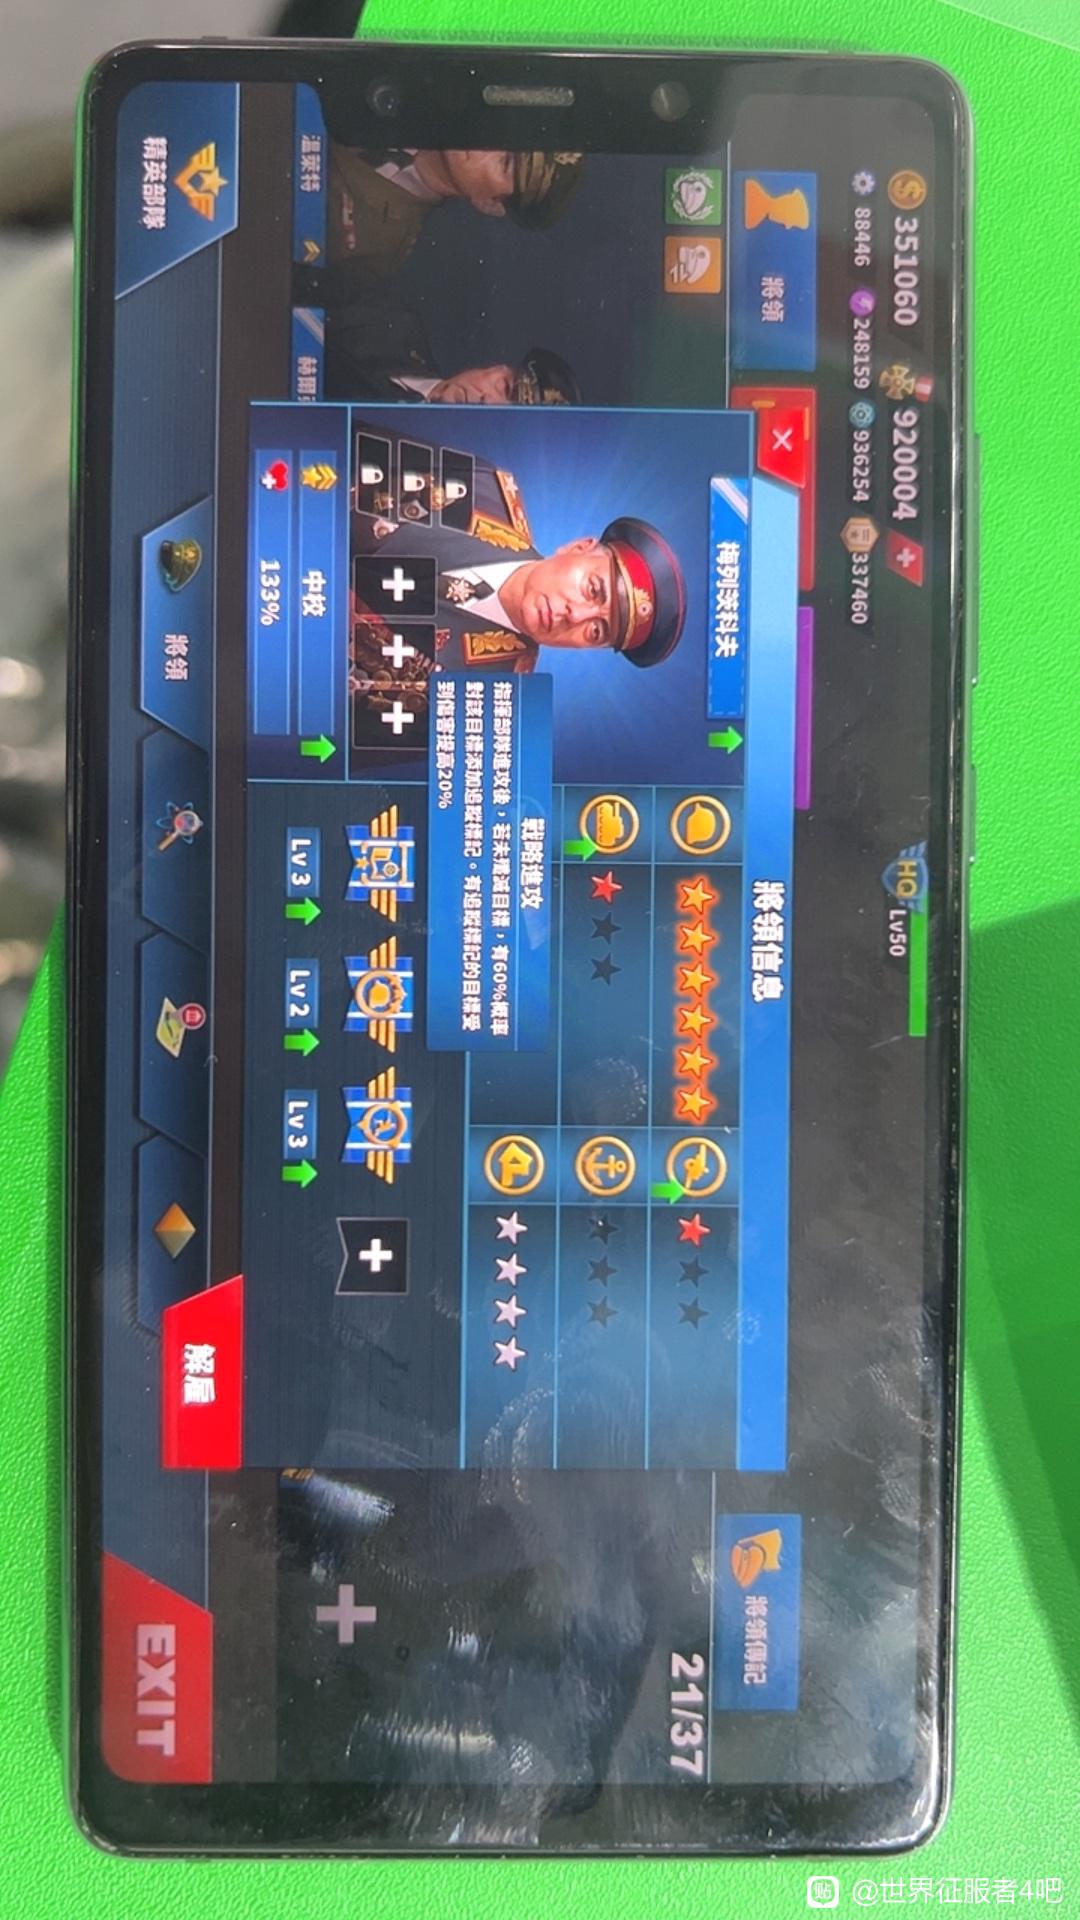 351060
920004
HQ
Lv50
88446
248159
936254
337460
將領
將領信息
將領傳記
梅列茨科夫
21/37
戰略進攻
指揮部隊進攻後，若未殲滅目標，有60%概率
對該目標添加追蹤標記。有追蹤標記的目標受
到傷害提高20%
溫萊特
中校
133%
Lv 3
Lv 2
Lv 3
解雇
精英部隊
將領
EXIT
貼 @世界征服者4吧